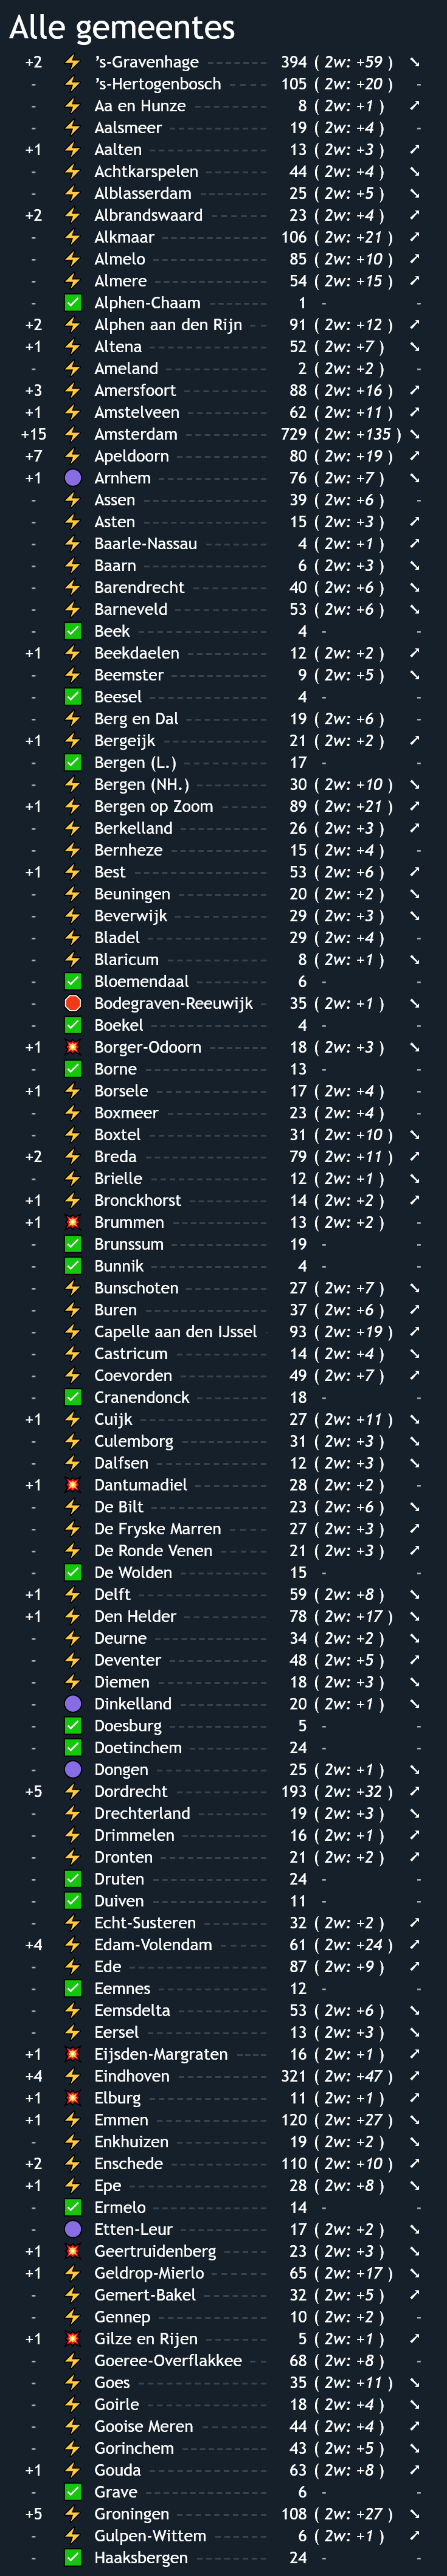 Alle gemeentes
+2 ’s-Gravenhage 394 ( 2w: +59 )
- ’s-Hertogenbosch 105 ( 2w: +20 ) -
- Aa en Hunze 8 ( 2w: +1 )
- Aalsmeer 19 ( 2w: +4 ) -
+1 Aalten 13 ( 2w: +3 )
- Achtkarspelen 44 ( 2w: +4 )
- Alblasserdam 25 ( 2w: +5 )
+2 Albrandswaard 23 ( 2w: +4 )
- Alkmaar 106 ( 2w: +21 )
- Almelo 85 ( 2w: +10 )
- Almere 54 ( 2w: +15 )
- Alphen-Chaam 1 - -
+2 Alphen aan den Rijn 91 ( 2w: +12 )
+1 Altena 52 ( 2w: +7 )
- Ameland 2 ( 2w: +2 ) -
+3 Amersfoort 88 ( 2w: +16 )
+1 Amstelveen 62 ( 2w: +11 )
+15 Amsterdam 729 ( 2w: +135 )
+7 Apeldoorn 80 ( 2w: +19 )
+1 Arnhem 76 ( 2w: +7 )
- Assen 39 ( 2w: +6 ) -
- Asten 15 ( 2w: +3 )
- Baarle-Nassau 4 ( 2w: +1 )
- Baarn 6 ( 2w: +3 )
- Barendrecht 40 ( 2w: +6 )
- Barneveld 53 ( 2w: +6 )
- Beek 4 - -
+1 Beekdaelen 12 ( 2w: +2 )
- Beemster 9 ( 2w: +5 )
- Beesel 4 - -
- Berg en Dal 19 ( 2w: +6 ) -
+1 Bergeijk 21 ( 2w: +2 )
- Bergen (L.) 17 - -
- Bergen (NH.) 30 ( 2w: +10 )
+1 Bergen op Zoom 89 ( 2w: +21 )
- Berkelland 26 ( 2w: +3 )
- Bernheze 15 ( 2w: +4 ) -
+1 Best 53 ( 2w: +6 )
- Beuningen 20 ( 2w: +2 )
- Beverwijk 29 ( 2w: +3 )
- Bladel 29 ( 2w: +4 ) -
- Blaricum 8 ( 2w: +1 )
- Bloemendaal 6 - -
- Bodegraven-Reeuwijk 35 ( 2w: +1 )
- Boekel 4 - -
+1 Borger-Odoorn 18 ( 2w: +3 )
- Borne 13 - -
+1 Borsele 17 ( 2w: +4 ) -
- Boxmeer 23 ( 2w: +4 ) -
- Boxtel 31 ( 2w: +10 )
+2 Breda 79 ( 2w: +11 )
- Brielle 12 ( 2w: +1 )
+1 Bronckhorst 14 ( 2w: +2 )
+1 Brummen 13 ( 2w: +2 ) -
- Brunssum 19 - -
- Bunnik 4 - -
- Bunschoten 27 ( 2w: +7 )
- Buren 37 ( 2w: +6 )
- Capelle aan den IJssel 93 ( 2w: +19 )
- Castricum 14 ( 2w: +4 )
- Coevorden 49 ( 2w: +7 )
- Cranendonck 18 - -
+1 Cuijk 27 ( 2w: +11 )
- Culemborg 31 ( 2w: +3 )
- Dalfsen 12 ( 2w: +3 )
+1 Dantumadiel 28 ( 2w: +2 ) -
- De Bilt 23 ( 2w: +6 )
- De Fryske Marren 27 ( 2w: +3 )
- De Ronde Venen 21 ( 2w: +3 )
- De Wolden 15 - -
+1 Delft 59 ( 2w: +8 )
+1 Den Helder 78 ( 2w: +17 )
- Deurne 34 ( 2w: +2 )
- Deventer 48 ( 2w: +5 )
- Diemen 18 ( 2w: +3 )
- Dinkelland 20 ( 2w: +1 )
- Doesburg 5 - -
- Doetinchem 24 - -
- Dongen 25 ( 2w: +1 )
+5 Dordrecht 193 ( 2w: +32 )
- Drechterland 19 ( 2w: +3 )
- Drimmelen 16 ( 2w: +1 )
- Dronten 21 ( 2w: +2 )
- Druten 24 - -
- Duiven 11 - -
- Echt-Susteren 32 ( 2w: +2 )
+4 Edam-Volendam 61 ( 2w: +24 )
- Ede 87 ( 2w: +9 )
- Eemnes 12 - -
- Eemsdelta 53 ( 2w: +6 )
- Eersel 13 ( 2w: +3 )
+1 Eijsden-Margraten 16 ( 2w: +1 )
+4 Eindhoven 321 ( 2w: +47 )
+1 Elburg 11 ( 2w: +1 )
+1 Emmen 120 ( 2w: +27 )
- Enkhuizen 19 ( 2w: +2 )
+2 Enschede 110 ( 2w: +10 )
+1 Epe 28 ( 2w: +8 )
- Ermelo 14 - -
- Etten-Leur 17 ( 2w: +2 )
+1 Geertruidenberg 23 ( 2w: +3 )
+1 Geldrop-Mierlo 65 ( 2w: +17 )
- Gemert-Bakel 32 ( 2w: +5 )
- Gennep 10 ( 2w: +2 ) -
+1 Gilze en Rijen 5 ( 2w: +1 )
- Goeree-Overflakkee 68 ( 2w: +8 ) -
- Goes 35 ( 2w: +11 )
- Goirle 18 ( 2w: +4 )
- Gooise Meren 44 ( 2w: +4 )
- Gorinchem 43 ( 2w: +5 )
+1 Gouda 63 ( 2w: +8 )
- Grave 6 - -
+5 Groningen 108 ( 2w: +27 )
- Gulpen-Wittem 6 ( 2w: +1 )
- Haaksbergen 24 - -